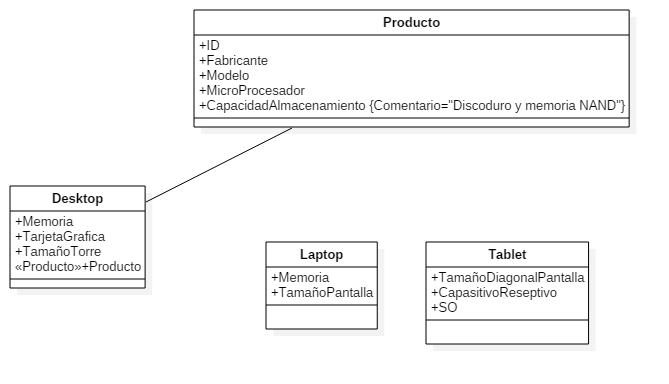 Producto
+ID
+Fabricante
+Modelo
+MicroProcesador
+CapacidadAlmacenamiento {Comentario="Discoduro y memoria NAND"}
Desktop
+Memoria
+TarjetaGrafica
+TamañoTorre
«Producto»+Producto
Laptop
+Memoria
+TamañoPantalla
Tablet
+TamañoDiagonalPantalla
+CapasitivoReseptivo
+SO